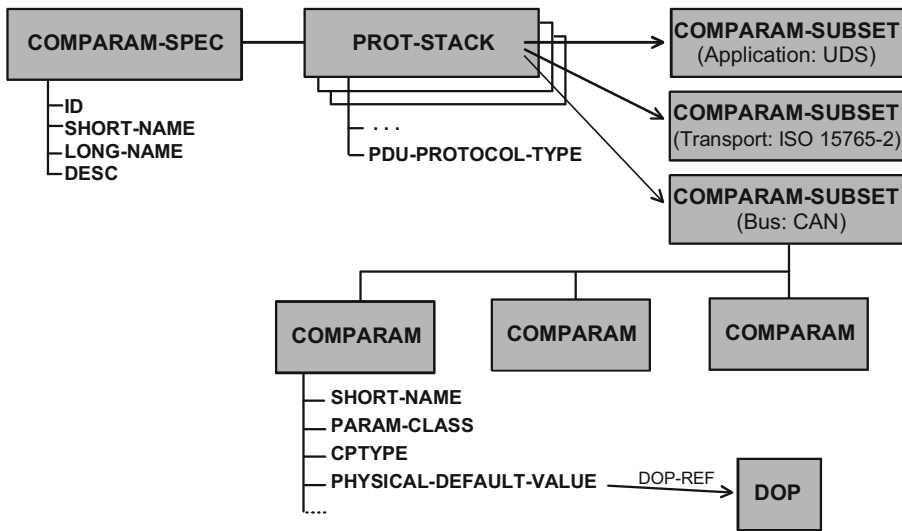 COMPARAM-SPEC
ID
SHORT-NAME
LONG-NAME
DESC
PROT-STACK
. . .
PDU-PROTOCOL-TYPE
COMPARAM-SUBSET
(Application: UDS)
COMPARAM-SUBSET
(Transport: ISO 15765-2)
COMPARAM-SUBSET
(Bus: CAN)
COMPARAM
COMPARAM
COMPARAM
SHORT-NAME
PARAM-CLASS
CPTYPE
PHYSICAL-DEFAULT-VALUE
....
DOP-REF
DOP